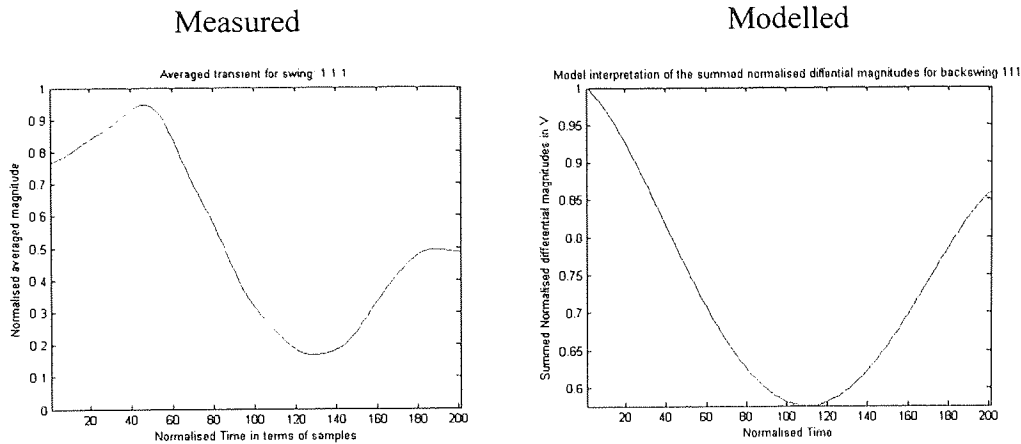 Measured
Averaged transient for swing: 1 1 1
1
0.9
0.8
0.7
0.6
0.5
0.4
0.3
0.2
0.1
0
20 40 60 80 100 120 140 160 180 200
Normalised averaged magnitude
Normalised Time in terms of samples
Modelled
Model interpretation of the summed normalised diffential magnitudes for backswing 111
1
0.95
0.9
0.85
0.8
0.75
0.7
0.65
0.6
20 40 60 80 100 120 140 160 180 200
Summed Normalised differential magnitudes in V
Normalised Time